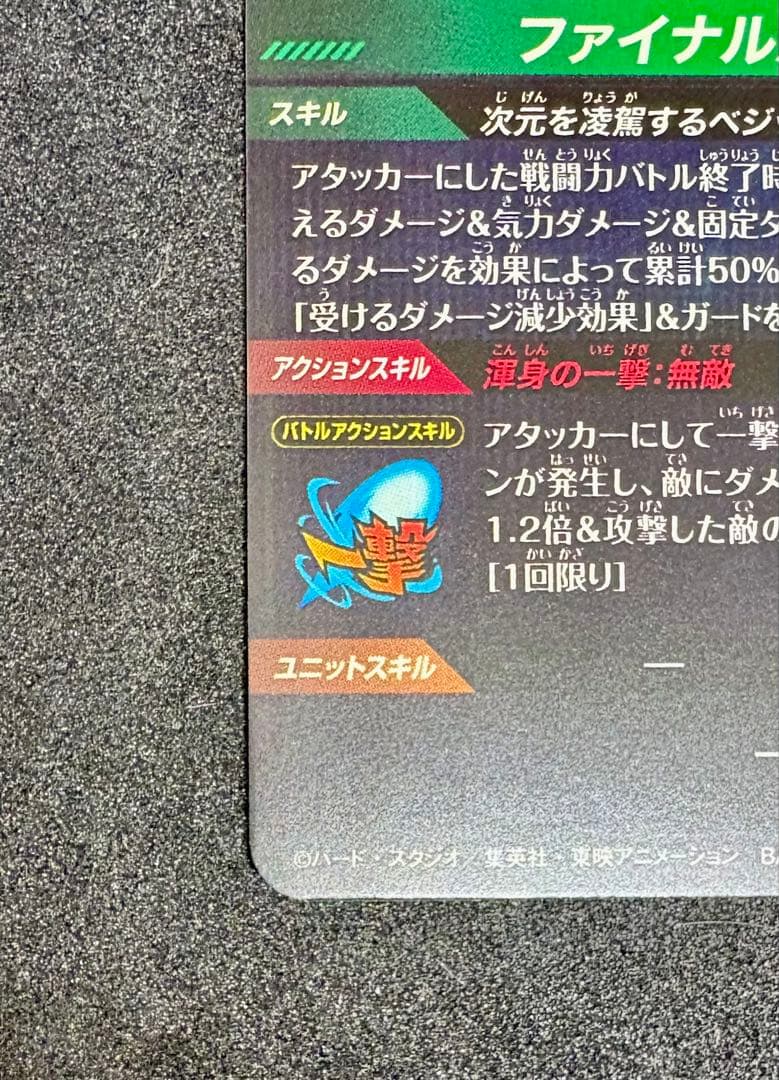 ファイナル
スキル
次元を凌駕するベジ
アタッカーにした戦闘力バトル終了時
えるダメージ&気力ダメージ&固定ダ
るダメージを効果によって累計50%
「受けるダメージ減少効果」&ガードを
アクションスキル
渾身の一撃:無敵
バトルアクションスキル
アタッカーにして一撃
ンが発生し、敵にダメ
1.2倍&攻撃した敵の
[1回限り]
一撃
ユニットスキル
—
—
©バード・スタジオ/集英社・東映アニメーション B